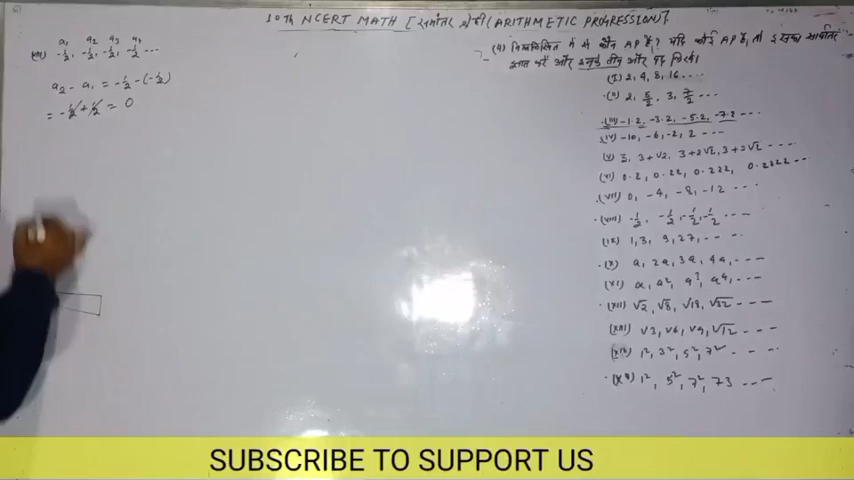 10th NCERT MATH [समांतर श्रेढ़ी (ARITHMETIC PROGRESSION)]
a₁ a₂ a₃ a₄
(viii) -1/2, -1/2, -1/2, -1/2 ...
a₂ - a₁ = -1/2 - (-1/2)
= -1/2 + 1/2 = 0
(4) निम्नलिखित में से कौन AP हैं? यदि कोई AP है, तो इसका सार्वांतर
ज्ञात करें और इनके तीन और पद लिखें।
(I) 2, 4, 8, 16 ....
(II) 2, 5/2, 3, 7/2 ...
(III) -1.2, -3.2, -5.2, -7.2 ...
(IV) -10, -6, -2, 2 ...
(V) 3, 3+√2, 3+2√2, 3+3√2 ...
(VI) 0.2, 0.22, 0.222, 0.2222 ...
(VII) 0, -4, -8, -12 ...
(VIII) -1/2, -1/2, -1/2, -1/2 ...
(IX) 1, 3, 9, 27, ...
(X) a, 2a, 3a, 4a, ...
(XI) a, a², a³, a⁴, ...
(XII) √2, √8, √18, √32 ...
(XIII) √3, √6, √9, √12 ...
(XIV) 1², 3², 5², 7² ...
(XV) 1², 5², 7², 73 ...
SUBSCRIBE TO SUPPORT US